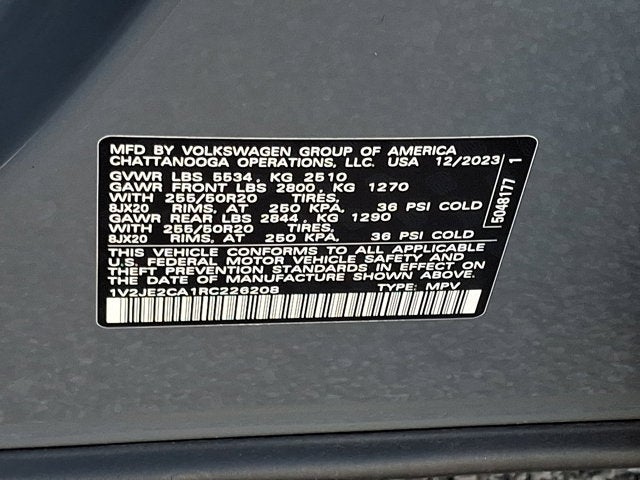 MFD BY VOLKSWAGEN GROUP OF AMERICA
CHATTANOOGA OPERATIONS, LLC. USA 12/2023
GVWR LBS 5534, KG 2510
GAWR FRONT LBS 2800, KG 1270
WITH 255/50R20 TIRES,
8JX20 RIMS, AT 250 KPA, 36 PSI COLD
GAWR REAR LBS 2844, KG 1290
WITH 255/50R20 TIRES,
8JX20 RIMS, AT 250 KPA, 36 PSI COLD
THIS VEHICLE CONFORMS TO ALL APPLICABLE
U.S. FEDERAL MOTOR VEHICLE SAFETY AND
THEFT PREVENTION STANDARDS IN EFFECT ON
THE DATE OF MANUFACTURE SHOWN ABOVE.
1V2JE2CA1RC226208 TYPE: MPV
5048177 1